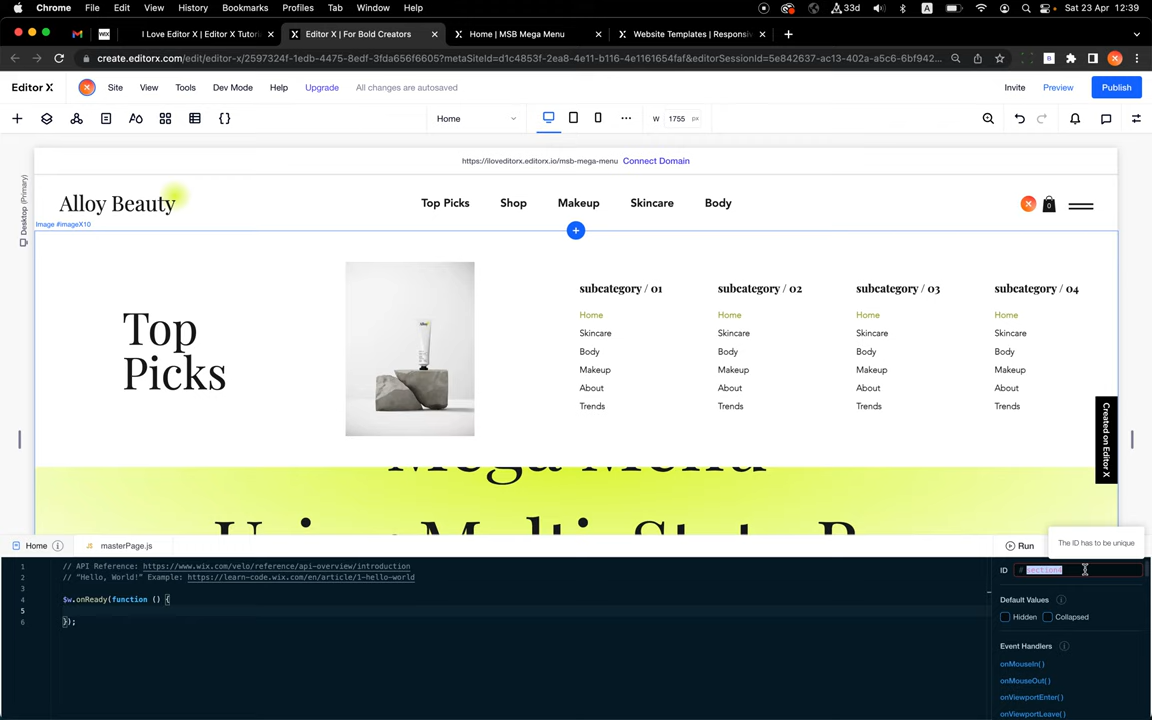 Chrome File Edit View History Bookmarks Profiles Tab Window Help 33d A Sat 23 Apr 12:39
WIX I Love Editor X | Editor X Tutori Editor X | For Bold Creators Home | MSB Mega Menu Website Templates | Responsiv
create.editorx.com/edit/editor-x/2597324f-1edb-4475-8edf-3fda656f6655?metaSiteId=d1c4853f-2ea8-4e11-b116-4e1161654faf&editorSessionId=5e842637-ac13-402a-a5c6-6bf942...
Editor X Site View Tools Dev Mode Help Upgrade All changes are autosaved Invite Preview Publish
Home W 1755 px
Desktop (Primary)
https://iloveditorx.editorx.io/msb-mega-menu Connect Domain
Alloy Beauty Top Picks Shop Makeup Skincare Body 0
Image #imageX10
Top
Picks
subcategory / 01 subcategory / 02 subcategory / 03 subcategory / 04
Home Home Home Home
Skincare Skincare Skincare Skincare
Body Body Body Body
Makeup Makeup Makeup Makeup
About About About About
Trends Trends Trends Trends
Created on Editor X
Mega Menu
Home masterPage.js Run The ID has to be unique
1 // API Reference: https://www.wix.com/velo/reference/api-overview/introduction
2 // “Hello, World!” Example: https://learn-code.wix.com/en/article/1-hello-world
3
4 $w.onReady(function () {
5
6 });
ID # section4
Default Values
Hidden Collapsed
Event Handlers
onMouseIn()
onMouseOut()
onViewportEnter()
onViewportLeave()